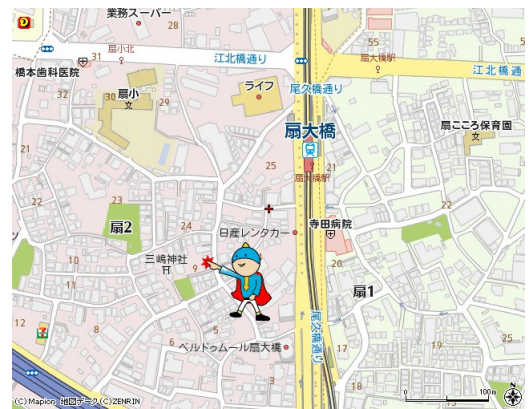 業務スーパー
28
55
31
扇小北
江北橋通り
扇大橋駅
江北橋通
橋本歯科医院
32
尾久橋通り
ライフ
扇小
30
29
扇大橋
扇こころ保育園
25
21
扇大橋駅
23
24
寺田病院
日産レンタカー
扇2
三嶋神社
20
11
9
10
扇1
8
5
12
尾久橋通り
ベルドゥムール扇大橋
17
18
15
100m
(C) Mapion 地図データ(C)ZENRIN